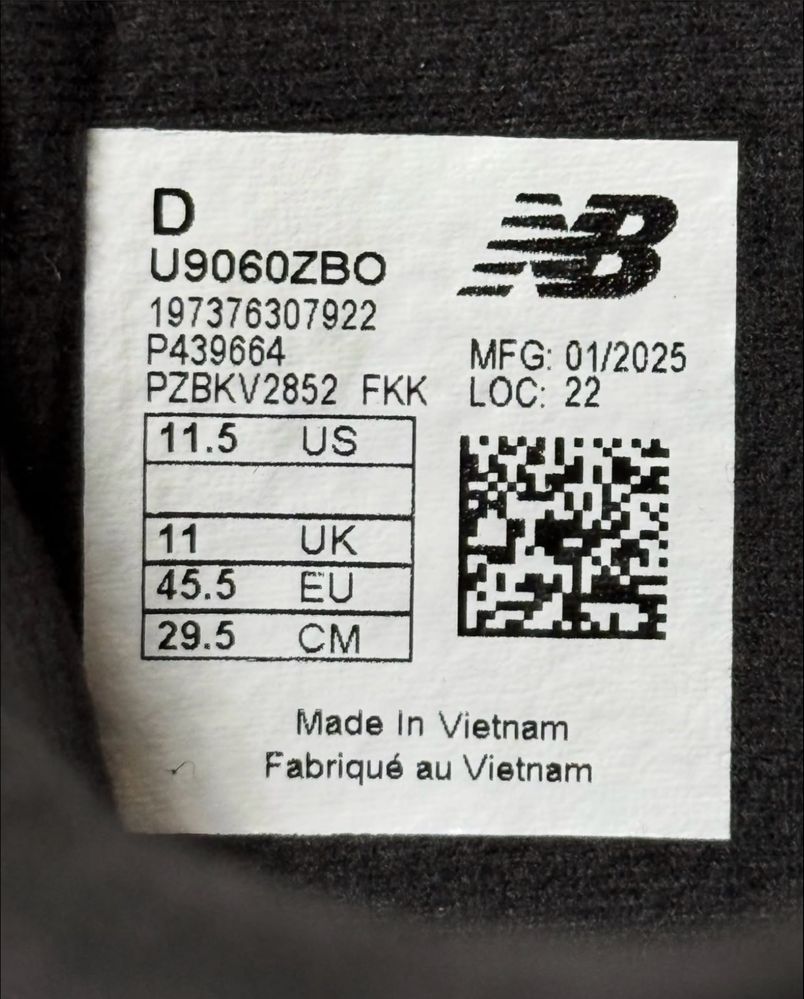 D
NB
U9060ZBO
197376307922
P439664
PZBKV2852 FKK
MFG: 01/2025
LOC: 22
11.5 US
11 UK
45.5 EU
29.5 CM
Made In Vietnam
Fabriqué au Vietnam